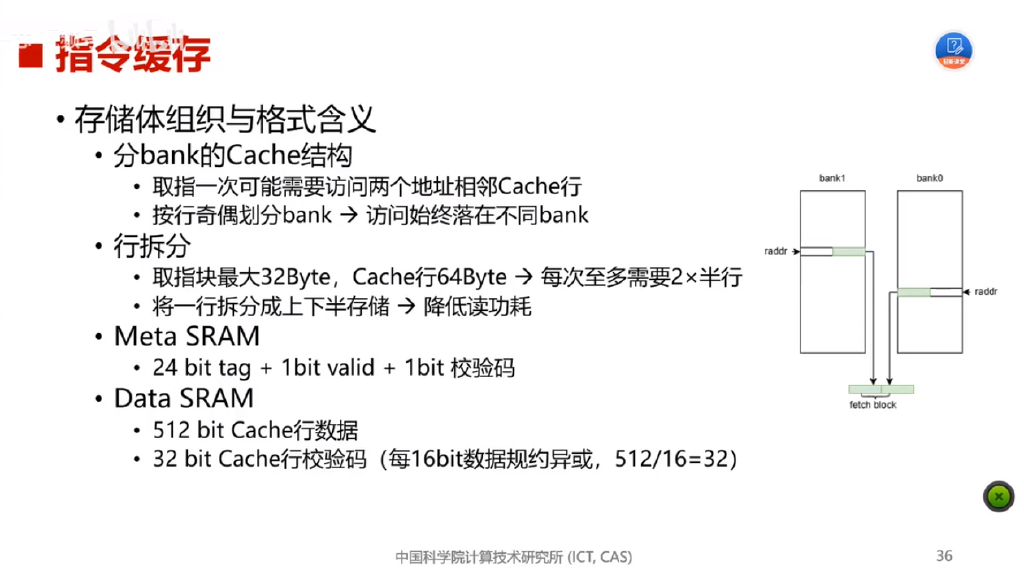 指令缓存
• 存储体组织与格式含义
• 分bank的Cache结构
• 取指一次可能需要访问两个地址相邻Cache行
• 按行奇偶划分bank → 访问始终落在不同bank
• 行拆分
• 取指块最大32Byte，Cache行64Byte → 每次至多需要2×半行
• 将一行拆分成上下半存储 → 降低读功耗
• Meta SRAM
• 24 bit tag + 1bit valid + 1bit 校验码
• Data SRAM
• 512 bit Cache行数据
• 32 bit Cache行校验码（每16bit数据规约异或，512/16=32）
bank1
bank0
raddr
raddr
fetch block
中国科学院计算技术研究所 (ICT, CAS)
36